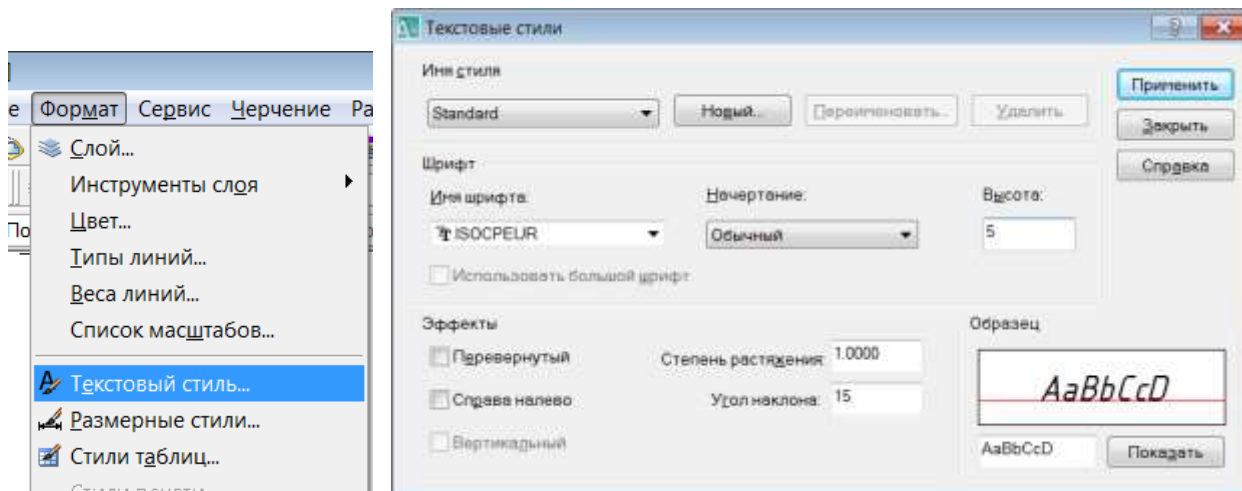 е Формат Сервис Черчение Ра
Слой...
Инструменты слоя
Цвет...
По
Типы линий...
Веса линий...
Список масштабов...
Текстовый стиль...
Размерные стили...
Стили таблиц...
Текстовые стили
Имя стиля
Standard Новый... Переименовать... Удалить
Применить
Закрыть
Справка
Шрифт
Имя шрифта: Начертание: Высота:
ISOCPEUR Обычный 5
Использовать большой шрифт
Эффекты
Перевернутый Степень растяжения: 1.0000
Справа налево Угол наклона: 15
Вертикальный
Образец
AaBbCcD
AaBbCcD Показать